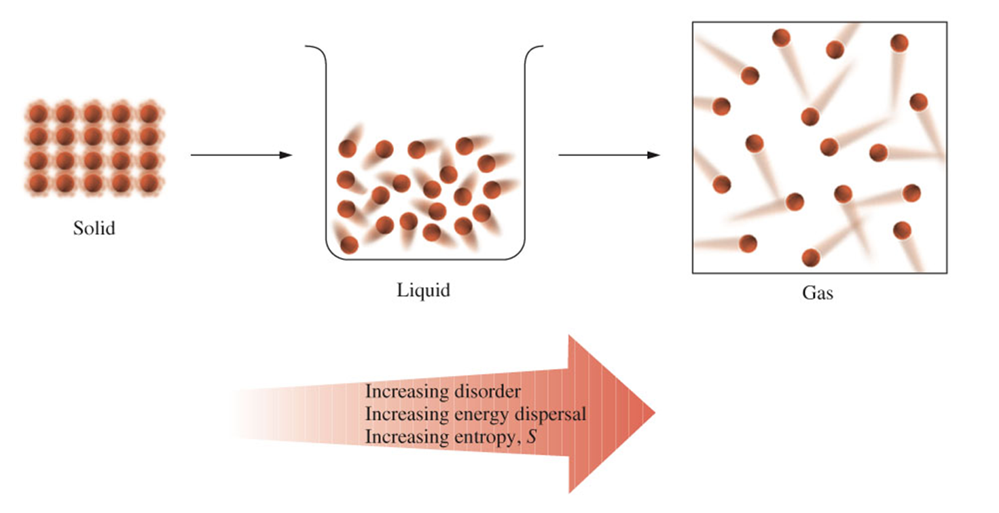 Solid
Liquid
Gas
Increasing disorder
Increasing energy dispersal
Increasing entropy, S